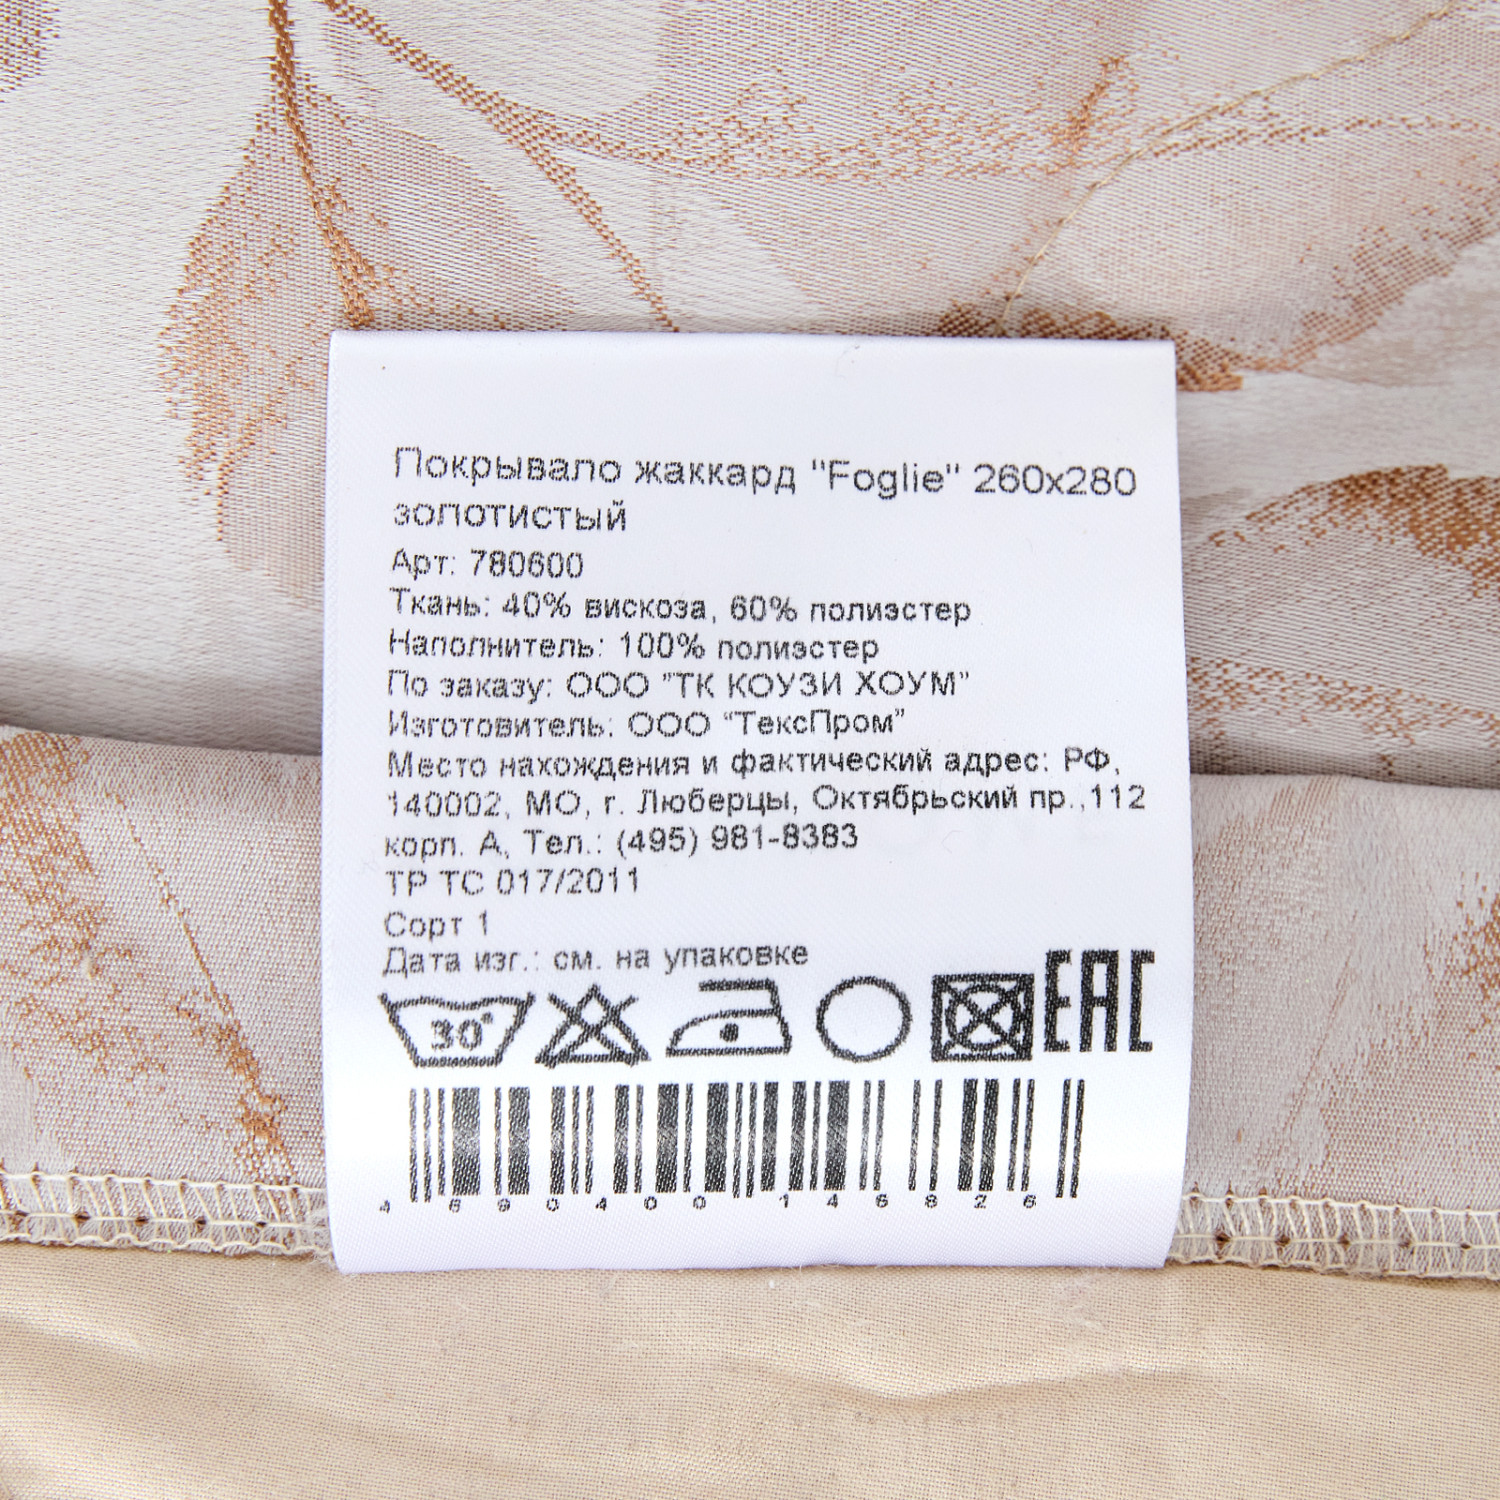 Покрывало жаккард "Foglie" 260x280
золотистый
Арт: 780600
Ткань: 40% вискоза, 60% полиэстер
Наполнитель: 100% полиэстер
По заказу: ООО "ТК КОУЗИ ХОУМ"
Изготовитель: ООО “ТексПром”
Место нахождения и фактический адрес: РФ,
140002, МО, г. Люберцы, Октябрьский пр.,112
корп. А, Тел.: (495) 981-8383
ТР ТС 017/2011
Сорт 1
Дата изг.: см. на упаковке
30° EAC
4 690400 146826